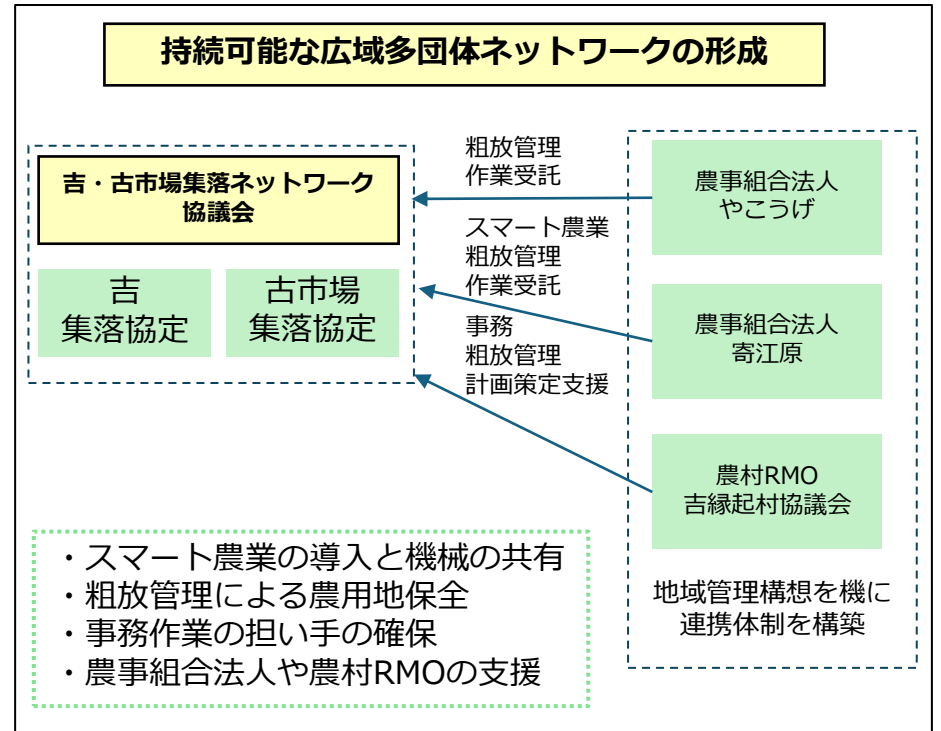 持続可能な広域多団体ネットワークの形成
吉・古市場集落ネットワーク
協議会
吉
集落協定
古市場
集落協定
粗放管理
作業受託
スマート農業
粗放管理
作業受託
事務
粗放管理
計画策定支援
農事組合法人
やこうげ
農事組合法人
寄江原
農村RMO
吉縁起村協議会
地域管理構想を機に
連携体制を構築
・スマート農業の導入と機械の共有
・粗放管理による農用地保全
・事務作業の担い手の確保
・農事組合法人や農村RMOの支援